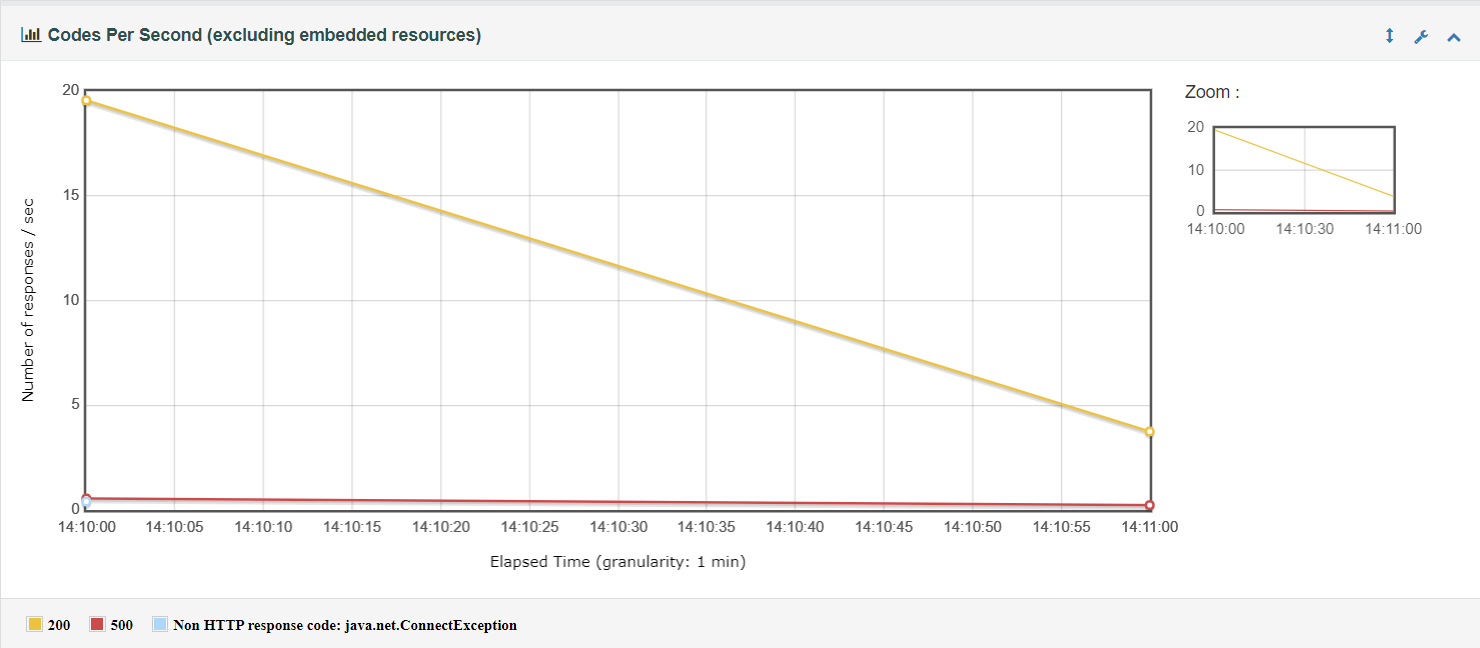 Codes Per Second (excluding embedded resources)
Zoom :
20
15
10
5
0
Number of responses / sec
14:10:00 14:10:05 14:10:10 14:10:15 14:10:20 14:10:25 14:10:30 14:10:35 14:10:40 14:10:45 14:10:50 14:10:55 14:11:00
Elapsed Time (granularity: 1 min)
20
10
0
14:10:00 14:10:30 14:11:00
200 500 Non HTTP response code: java.net.ConnectException